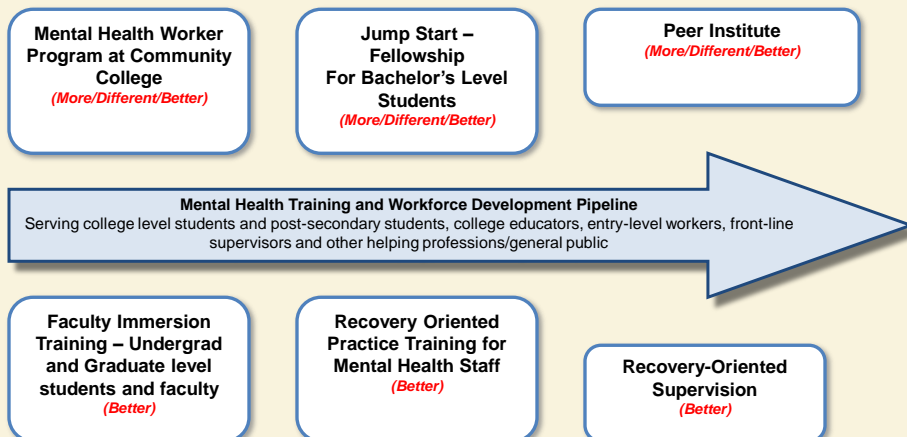 Mental Health Worker
Program at Community
College
(More/Different/Better)
Jump Start –
Fellowship
For Bachelor's Level
Students
(More/Different/Better)
Peer Institute
(More/Different/Better)
Mental Health Training and Workforce Development Pipeline
Serving college level students and post-secondary students, college educators, entry-level workers, front-line
supervisors and other helping professions/general public
Faculty Immersion
Training – Undergrad
and Graduate level
students and faculty
(Better)
Recovery Oriented
Practice Training for
Mental Health Staff
(Better)
Recovery-Oriented
Supervision
(Better)